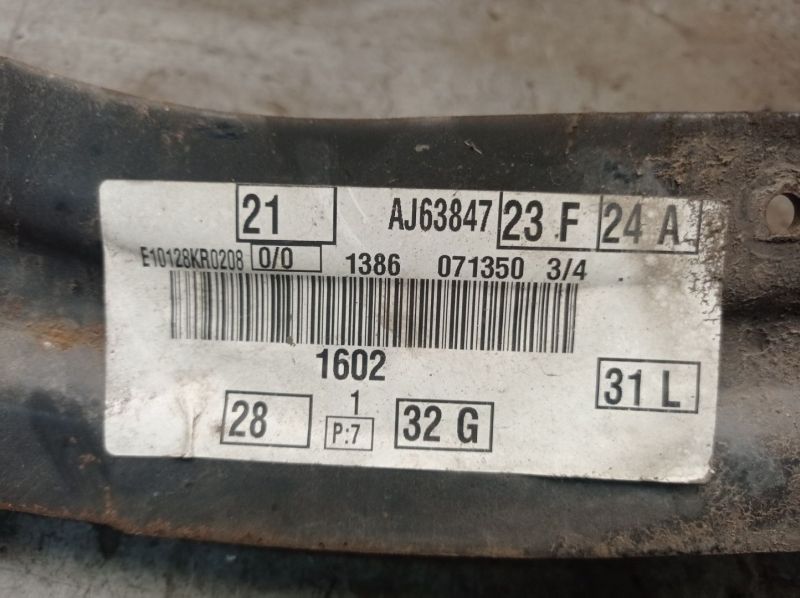 21 AJ63847 23 F 24 A
E10128KR0208 0/0 1386 071350 3/4
1602
31 L
1
28 P:7 32 G